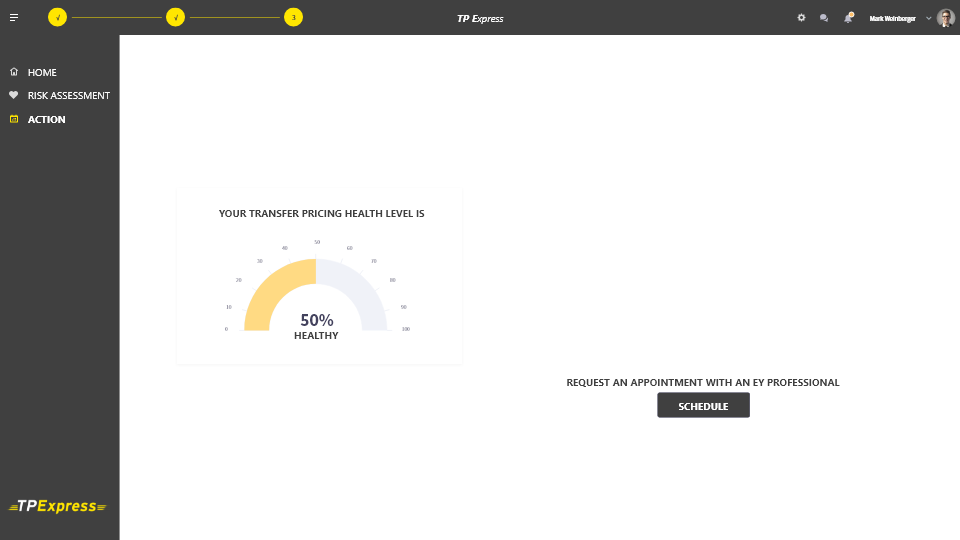 √
√
3
TP Express
Mark Weinberger
HOME
RISK ASSESSMENT
ACTION
YOUR TRANSFER PRICING HEALTH LEVEL IS
0
10
20
30
40
50
60
70
80
90
100
50%
HEALTHY
REQUEST AN APPOINTMENT WITH AN EY PROFESSIONAL
SCHEDULE
TPExpress